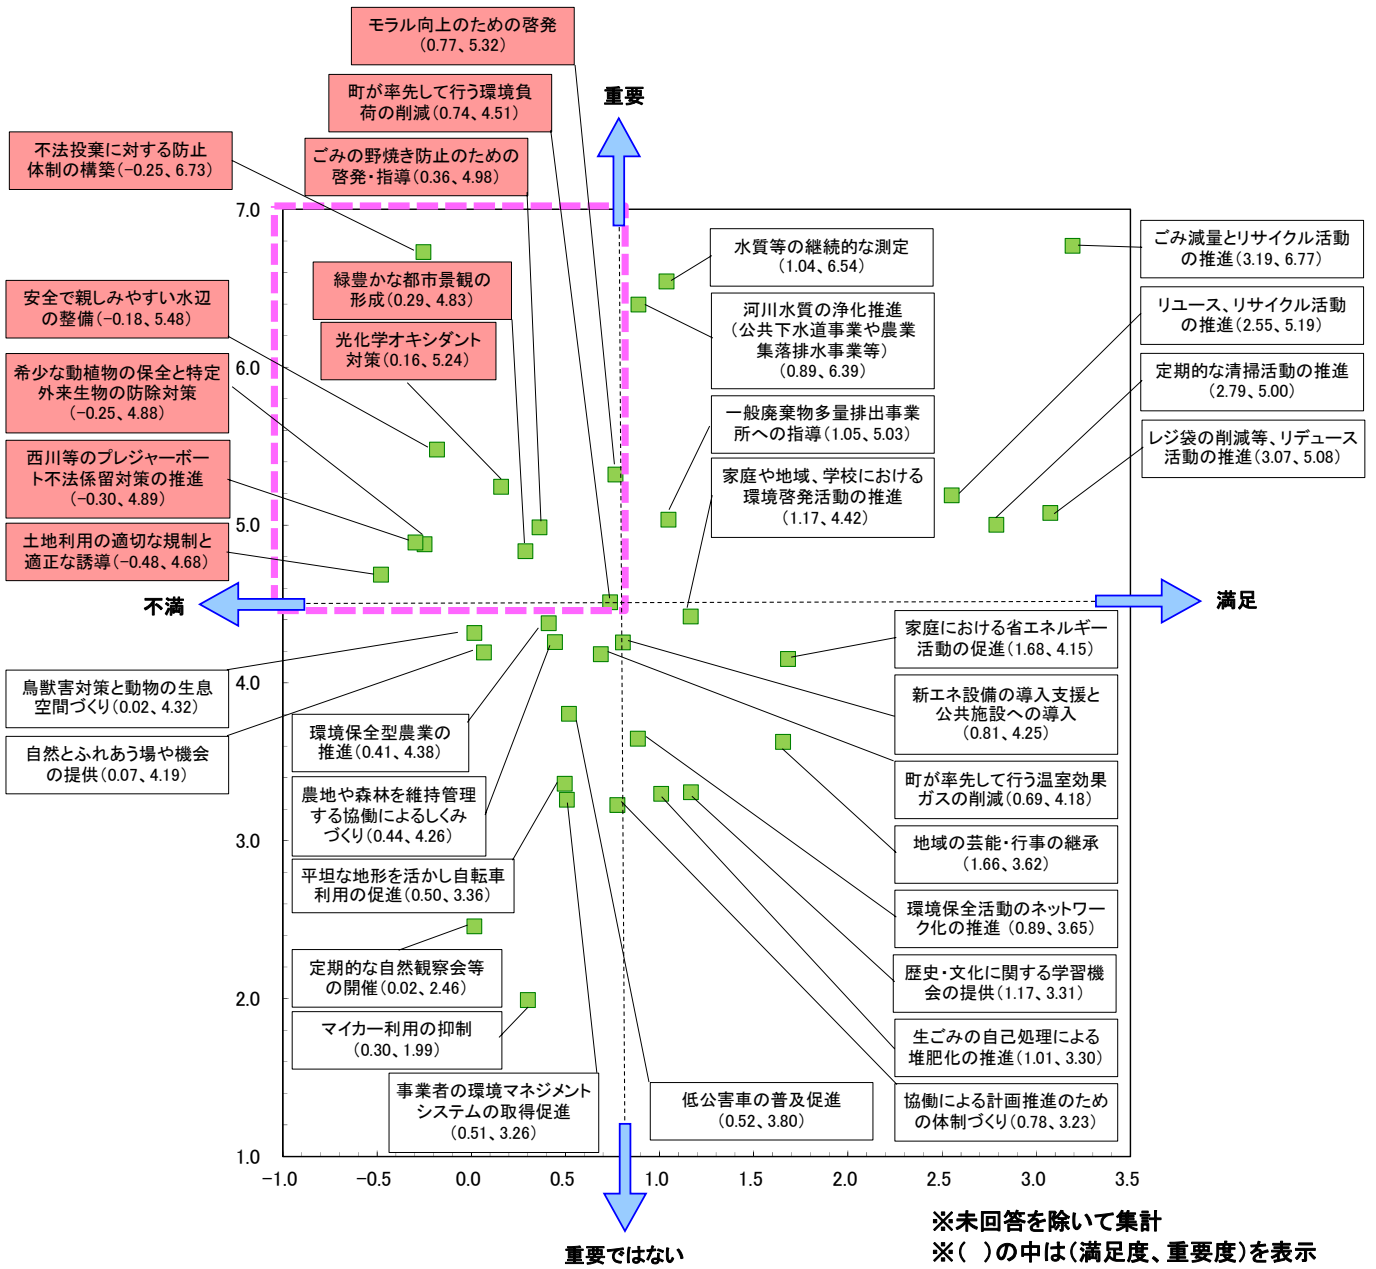 モラル向上のための啓発
(0.77、5.32)
町が率先して行う環境負
荷の削減(0.74、4.51)
重要
不法投棄に対する防止
体制の構築(−0.25、6.73)
ごみの野焼き防止のための
啓発・指導(0.36、4.98)
7.0
水質等の継続的な測定
(1.04、6.54)
ごみ減量とリサイクル活動
の推進(3.19、6.77)
緑豊かな都市景観の
形成(0.29、4.83)
安全で親しみやすい水辺
の整備(−0.18、5.48)
河川水質の浄化推進
(公共下水道事業や農業
集落排水事業等)
(0.89、6.39)
リユース、リサイクル活動
の推進(2.55、5.19)
光化学オキシダント
対策(0.16、5.24)
6.0
希少な動植物の保全と特定
外来生物の防除対策
(−0.25、4.88)
定期的な清掃活動の推進
(2.79、5.00)
一般廃棄物多量排出事業
所への指導(1.05、5.03)
レジ袋の削減等、リデュース
活動の推進(3.07、5.08)
西川等のプレジャーボー
ト不法係留対策の推進
(−0.30、4.89)
家庭や地域、学校における
環境啓発活動の推進
(1.17、4.42)
5.0
土地利用の適切な規制と
適正な誘導(−0.48、4.68)
不満
満足
家庭における省エネルギー
活動の促進(1.68、4.15)
4.0
鳥獣害対策と動物の生息
空間づくり(0.02、4.32)
新エネ設備の導入支援と
公共施設への導入
(0.81、4.25)
環境保全型農業の
推進(0.41、4.38)
自然とふれあう場や機会
の提供(0.07、4.19)
町が率先して行う温室効果
ガスの削減(0.69、4.18)
農地や森林を維持管理
する協働によるしくみ
づくり(0.44、4.26)
3.0
地域の芸能・行事の継承
(1.66、3.62)
平坦な地形を活かし自転車
利用の促進(0.50、3.36)
環境保全活動のネットワー
ク化の推進 (0.89、3.65)
定期的な自然観察会等
の開催(0.02、2.46)
歴史・文化に関する学習機
会の提供(1.17、3.31)
2.0
マイカー利用の抑制
(0.30、1.99)
生ごみの自己処理による
堆肥化の推進(1.01、3.30)
事業者の環境マネジメント
システムの取得促進
(0.51、3.26)
低公害車の普及促進
(0.52、3.80)
協働による計画推進のため
の体制づくり(0.78、3.23)
1.0
−1.0 −0.5 0.0 0.5 1.0 1.5 2.0 2.5 3.0 3.5
※未回答を除いて集計
※( )の中は(満足度、重要度)を表示
重要ではない